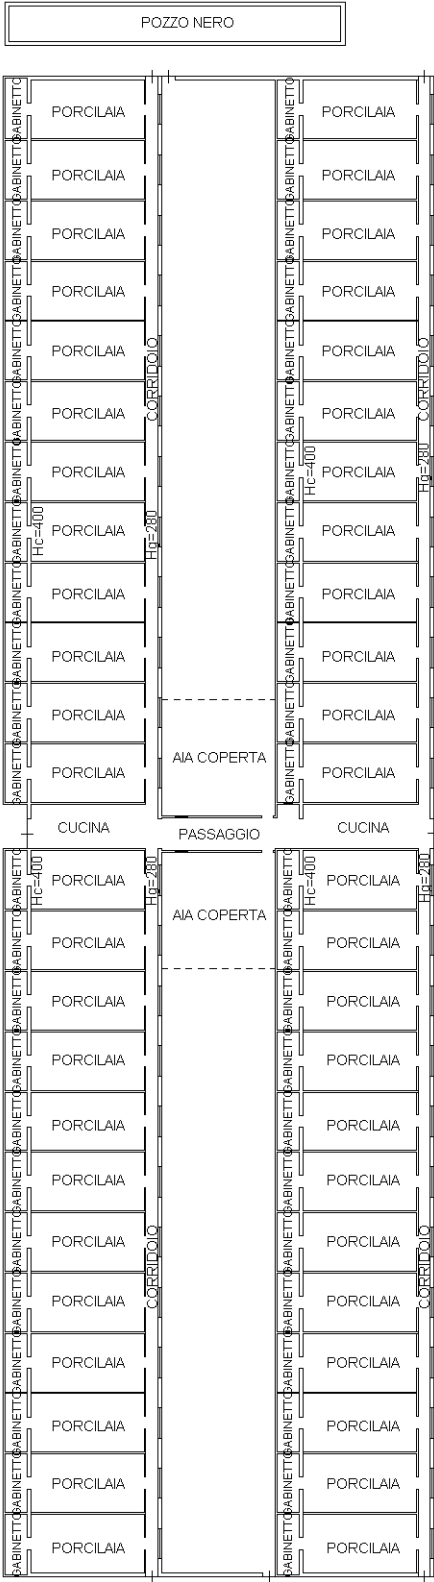 POZZO NERO
GABINETTO PORCILAIA GABINETTO PORCILAIA
GABINETTO PORCILAIA GABINETTO PORCILAIA
GABINETTO PORCILAIA GABINETTO PORCILAIA
GABINETTO PORCILAIA GABINETTO PORCILAIA
GABINETTO PORCILAIA GABINETTO PORCILAIA
CORRIDOIO CORRIDOIO
GABINETTO PORCILAIA GABINETTO PORCILAIA
GABINETTO PORCILAIA GABINETTO Hc=400 PORCILAIA Hg=280
GABINETTO Hc=400 PORCILAIA Hg=280 GABINETTO PORCILAIA
GABINETTO PORCILAIA GABINETTO PORCILAIA
GABINETTO PORCILAIA GABINETTO PORCILAIA
GABINETTO PORCILAIA GABINETTO PORCILAIA
AIA COPERTA
GABINETTO PORCILAIA GABINETTO PORCILAIA
CUCINA PASSAGGIO CUCINA
GABINETTO Hc=400 PORCILAIA Hg=280 GABINETTO Hc=400 PORCILAIA Hg=280
AIA COPERTA
GABINETTO PORCILAIA GABINETTO PORCILAIA
GABINETTO PORCILAIA GABINETTO PORCILAIA
GABINETTO PORCILAIA GABINETTO PORCILAIA
GABINETTO PORCILAIA GABINETTO PORCILAIA
GABINETTO PORCILAIA GABINETTO PORCILAIA
GABINETTO PORCILAIA GABINETTO PORCILAIA
CORRIDOIO CORRIDOIO
GABINETTO PORCILAIA GABINETTO PORCILAIA
GABINETTO PORCILAIA GABINETTO PORCILAIA
GABINETTO PORCILAIA GABINETTO PORCILAIA
GABINETTO PORCILAIA GABINETTO PORCILAIA
GABINETTO PORCILAIA GABINETTO PORCILAIA